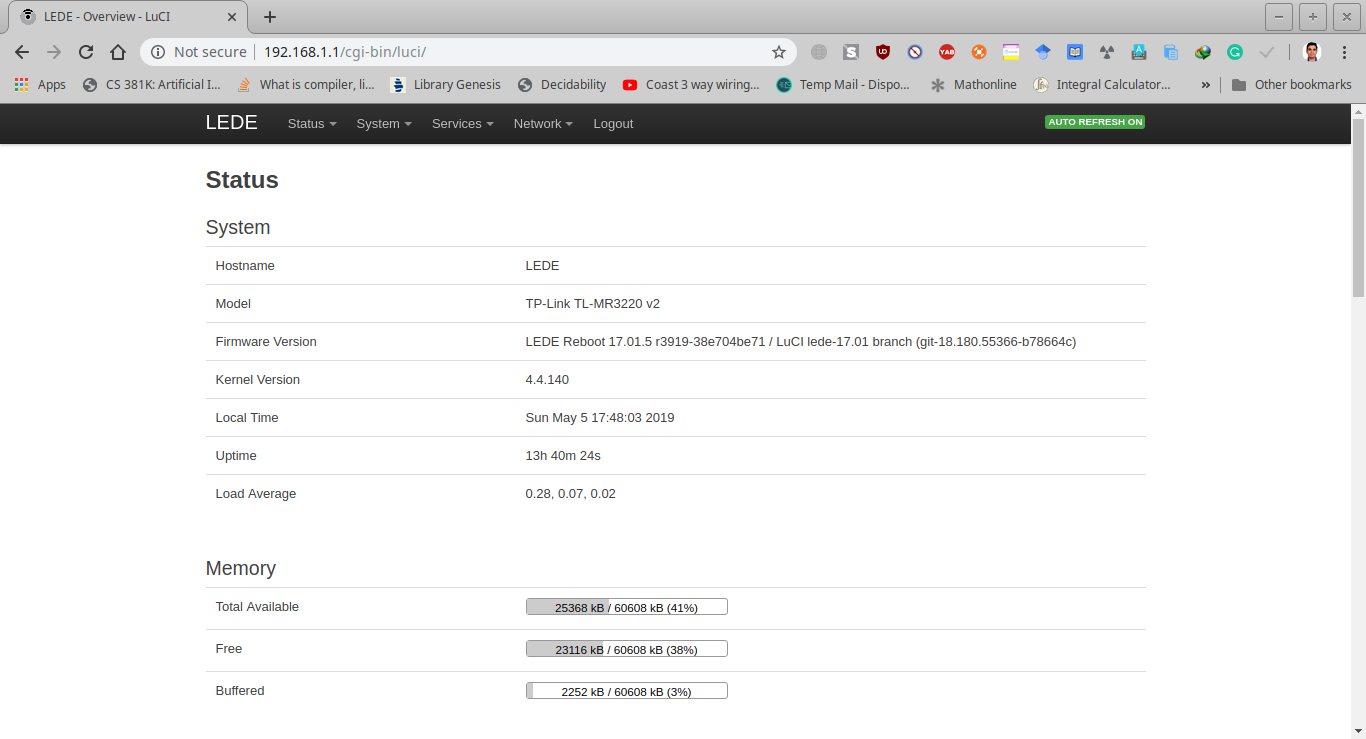 LEDE - Overview - LuCI
Not secure 192.168.1.1/cgi-bin/luci/
Apps CS 381K: Artificial I... What is compiler, li... Library Genesis Decidability Coast 3 way wiring... Temp Mail - Dispo... Mathonline Integral Calculator... » Other bookmarks
LEDE Status System Services Network Logout AUTO REFRESH ON
Status
System
Hostname LEDE
Model TP-Link TL-MR3220 v2
Firmware Version LEDE Reboot 17.01.5 r3919-38e704be71 / LuCI lede-17.01 branch (git-18.180.55366-b78664c)
Kernel Version 4.4.140
Local Time Sun May 5 17:48:03 2019
Uptime 13h 40m 24s
Load Average 0.28, 0.07, 0.02
Memory
Total Available 25368 kB / 60608 kB (41%)
Free 23116 kB / 60608 kB (38%)
Buffered 2252 kB / 60608 kB (3%)